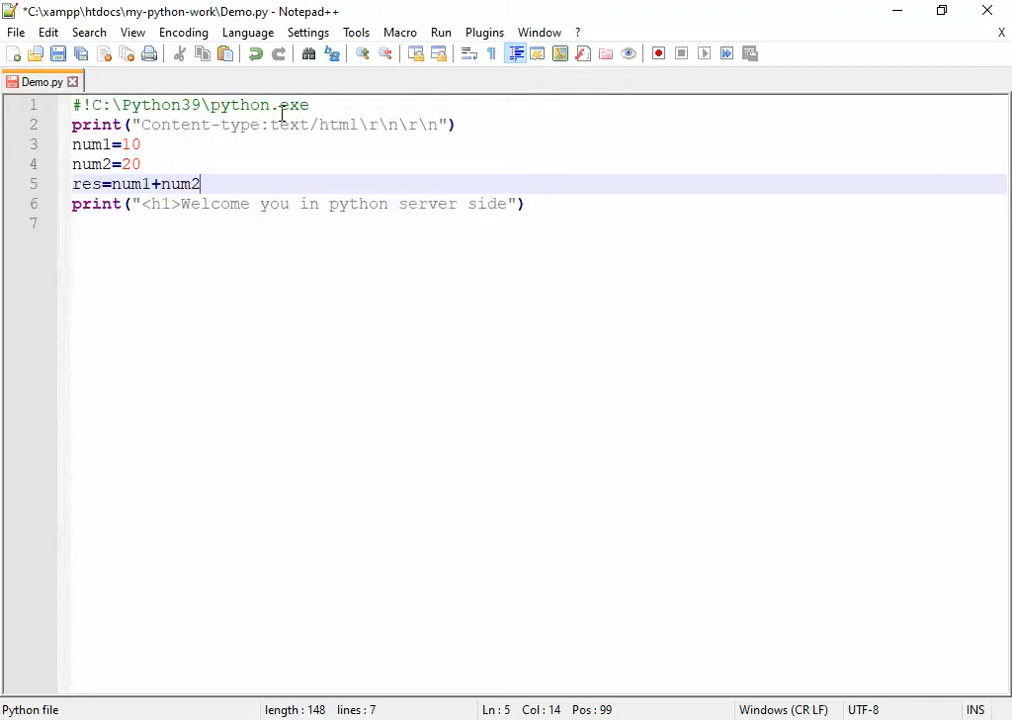 *C:\xampp\htdocs\my-python-work\Demo.py - Notepad++
File Edit Search View Encoding Language Settings Tools Macro Run Plugins Window ? X
Demo.py
1 #!C:\Python39\python.exe
2 print("Content-type:text/html\r\n\r\n")
3 num1=10
4 num2=20
5 res=num1+num2
6 print("<h1>Welcome you in python server side")
7
Python file length : 148 lines : 7 Ln : 5 Col : 14 Pos : 99 Windows (CR LF) UTF-8 INS